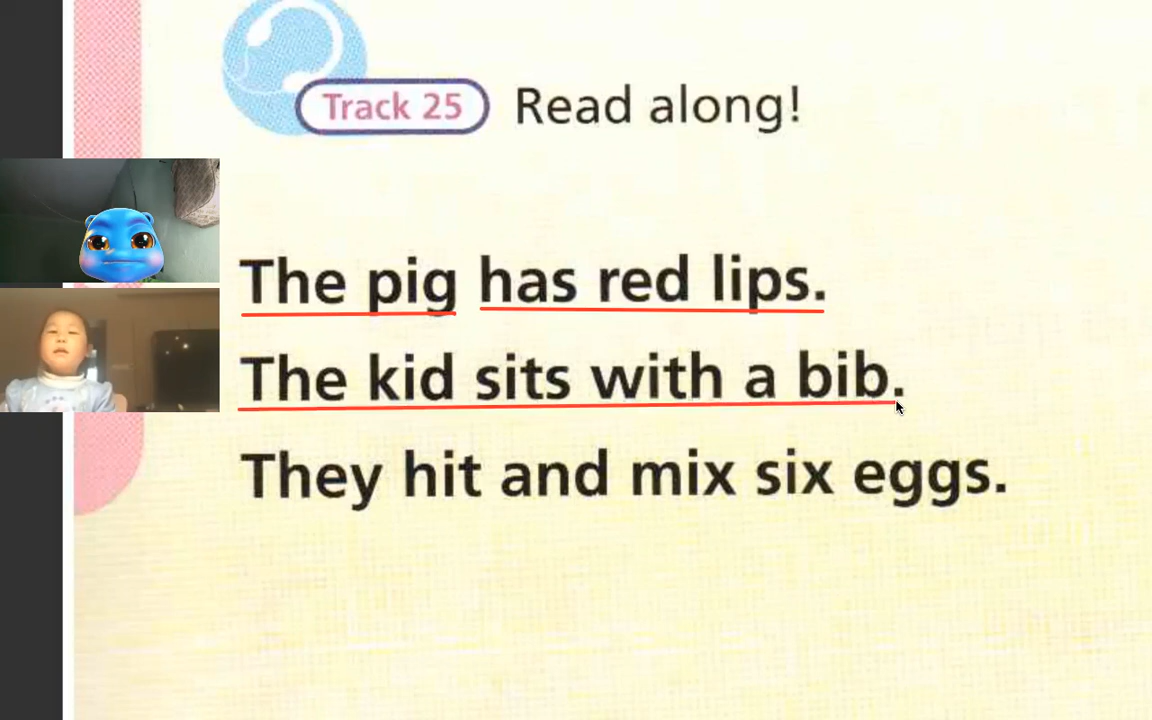 Track 25 Read along!
The pig has red lips.
The kid sits with a bib.
They hit and mix six eggs.